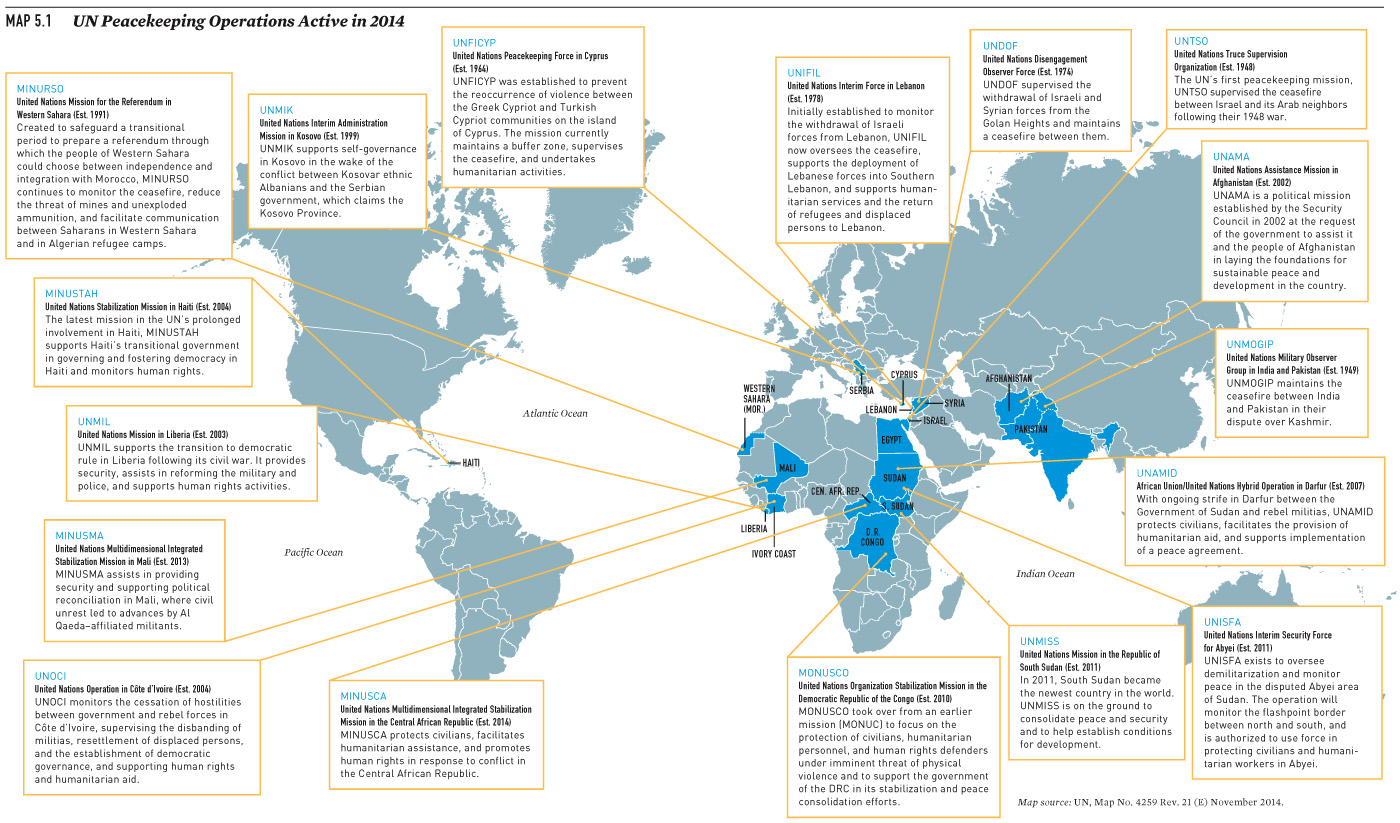 MAP 5.1 UN Peacekeeping Operations Active in 2014
MINURSO
United Nations Mission for the Referendum in
Western Sahara (Est. 1991)
Created to safeguard a transitional
period to prepare a referendum through
which the people of Western Sahara
could choose between independence and
integration with Morocco, MINURSO
continues to monitor the ceasefire, reduce
the threat of mines and unexploded
ammunition, and facilitate communication
between Saharans in Western Sahara
and in Algerian refugee camps.
UNMIK
United Nations Interim Administration
Mission in Kosovo (Est. 1999)
UNMIK supports self-governance
in Kosovo in the wake of the
conflict between Kosovar ethnic
Albanians and the Serbian
government, which claims the
Kosovo Province.
UNFICYP
United Nations Peacekeeping Force in Cyprus
(Est. 1964)
UNFICYP was established to prevent
the reoccurrence of violence between
the Greek Cypriot and Turkish
Cypriot communities on the island
of Cyprus. The mission currently
maintains a buffer zone, supervises
the ceasefire, and undertakes
humanitarian activities.
UNIFIL
United Nations Interim Force in Lebanon
(Est. 1978)
Initially established to monitor
the withdrawal of Israeli
forces from Lebanon, UNIFIL
now oversees the ceasefire,
supports the deployment of
Lebanese forces into Southern
Lebanon, and supports human-
itarian services and the return
of refugees and displaced
persons to Lebanon.
UNDOF
United Nations Disengagement
Observer Force (Est. 1974)
UNDOF supervised the
withdrawal of Israeli and
Syrian forces from the
Golan Heights and maintains
a ceasefire between them.
UNTSO
United Nations Truce Supervision
Organization (Est. 1948)
The UN's first peacekeeping mission,
UNTSO supervised the ceasefire
between Israel and its Arab neighbors
following their 1948 war.
UNAMA
United Nations Assistance Mission in
Afghanistan (Est. 2002)
UNAMA is a political mission
established by the Security
Council in 2002 at the request
of the government to assist it
and the people of Afghanistan
in laying the foundations for
sustainable peace and
development in the country.
MINUSTAH
United Nations Stabilization Mission in Haiti (Est. 2004)
The latest mission in the UN's prolonged
involvement in Haiti, MINUSTAH
supports Haiti's transitional government
in governing and fostering democracy in
Haiti and monitors human rights.
UNMOGIP
United Nations Military Observer
Group in India and Pakistan (Est. 1949)
UNMOGIP maintains the
ceasefire between India
and Pakistan in their
dispute over Kashmir.
UNMIL
United Nations Mission in Liberia (Est. 2003)
UNMIL supports the transition to democratic
rule in Liberia following its civil war. It provides
security, assists in reforming the military and
police, and supports human rights activities.
Atlantic Ocean
HAITI
WESTERN
SAHARA
(MOR.)
SERBIA
CYPRUS
LEBANON
SYRIA
ISRAEL
EGYPT
AFGHANISTAN
PAKISTAN
MALI
SUDAN
CEN. AFR. REP.
S. SUDAN
D. R.
CONGO
LIBERIA
IVORY COAST
UNAMID
African Union/United Nations Hybrid Operation in Darfur (Est. 2007)
With ongoing strife in Darfur between the
Government of Sudan and rebel militias, UNAMID
protects civilians, facilitates the provision of
humanitarian aid, and supports implementation
of a peace agreement.
MINUSMA
United Nations Multidimensional Integrated
Stabilization Mission in Mali (Est. 2013)
MINUSMA assists in providing
security and supporting political
reconciliation in Mali, where civil
unrest led to advances by Al
Qaeda–affiliated militants.
Pacific Ocean
Indian Ocean
UNOCI
United Nations Operation in Côte d'Ivoire (Est. 2004)
UNOCI monitors the cessation of hostilities
between government and rebel forces in
Côte d'Ivoire, supervising the disbanding of
militias, resettlement of displaced persons,
and the establishment of democratic
governance, and supporting human rights
and humanitarian aid.
MINUSCA
United Nations Multidimensional Integrated Stabilization
Mission in the Central African Republic (Est. 2014)
MINUSCA protects civilians, facilitates
humanitarian assistance, and promotes
human rights in response to conflict in
the Central African Republic.
MONUSCO
United Nations Organization Stabilization Mission in the
Democratic Republic of the Congo (Est. 2010)
MONUSCO took over from an earlier
mission (MONUC) to focus on the
protection of civilians, humanitarian
personnel, and human rights defenders
under imminent threat of physical
violence and to support the government
of the DRC in its stabilization and peace
consolidation efforts.
UNMISS
United Nations Mission in the Republic of
South Sudan (Est. 2011)
In 2011, South Sudan became
the newest country in the world.
UNMISS is on the ground to
consolidate peace and security
and to help establish conditions
for development.
UNISFA
United Nations Interim Security Force
for Abyei (Est. 2011)
UNISFA exists to oversee
demilitarization and monitor
peace in the disputed Abyei area
of Sudan. The operation will
monitor the flashpoint border
between north and south, and
is authorized to use force in
protecting civilians and humani-
tarian workers in Abyei.
Map source: UN, Map No. 4259 Rev. 21 (E) November 2014.